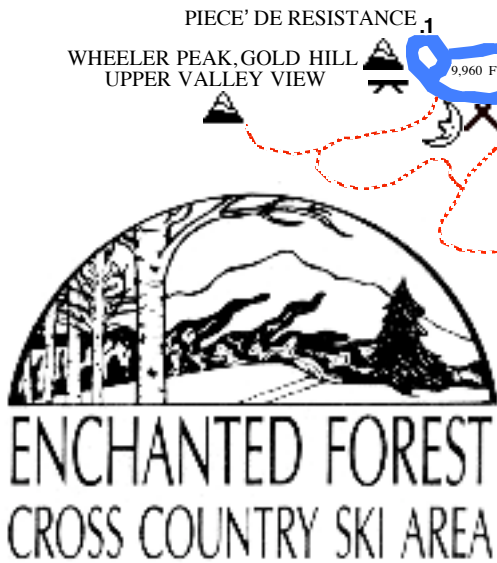 PIECE’ DE RESISTANCE
.1
WHEELER PEAK, GOLD HILL
UPPER VALLEY VIEW
9,960 F
ENCHANTED FOREST
CROSS COUNTRY SKI AREA